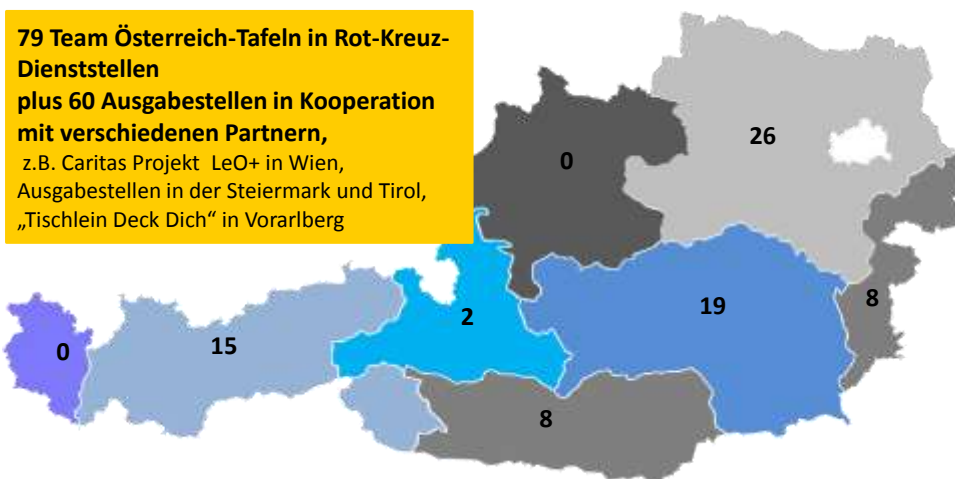 79 Team Österreich-Tafeln in Rot-Kreuz-
Dienststellen
plus 60 Ausgabestellen in Kooperation
mit verschiedenen Partnern,
z.B. Caritas Projekt LeO+ in Wien,
Ausgabestellen in der Steiermark und Tirol,
„Tischlein Deck Dich“ in Vorarlberg
26
0
8
19
2
0
15
8